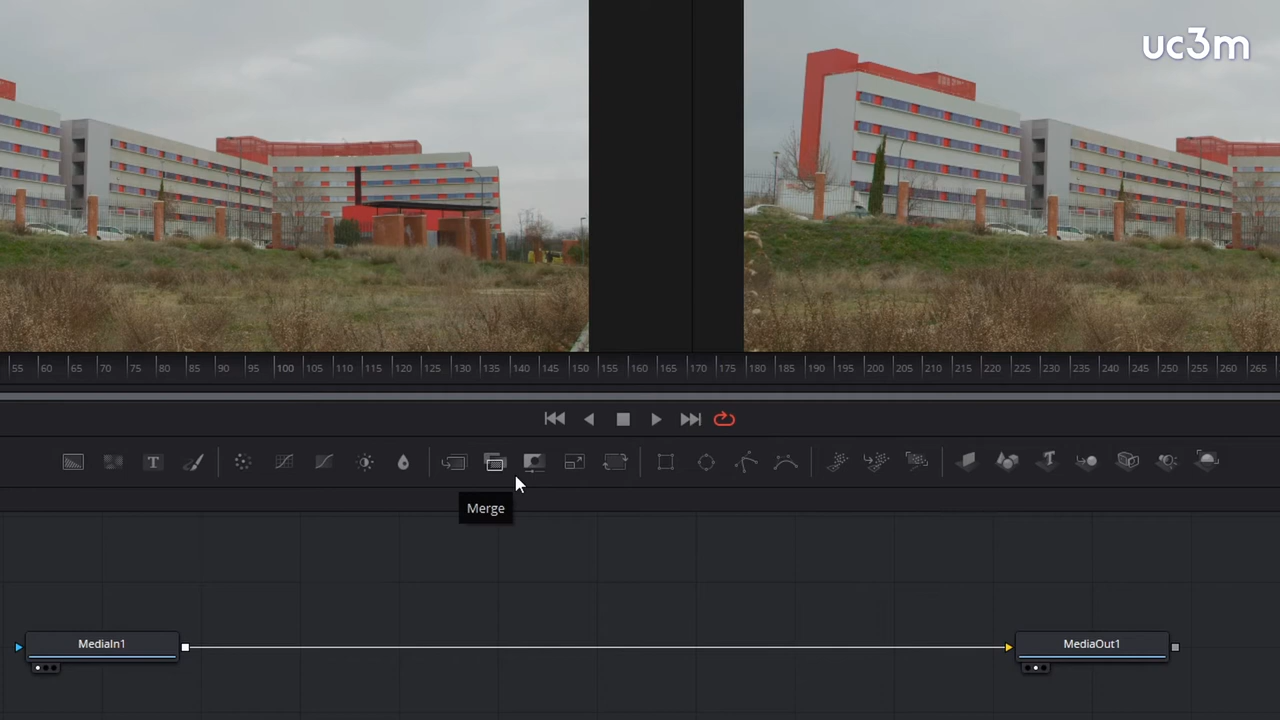 uc3m
55 60 65 70 75 80 85 90 95 100 105 110 115 120 125 130 135 140 145 150 155 160 165 170 175 180 185 190 195 200 205 210 215 220 225 230 235 240 245 250 255 260 265
T T
Merge
MediaIn1 MediaOut1